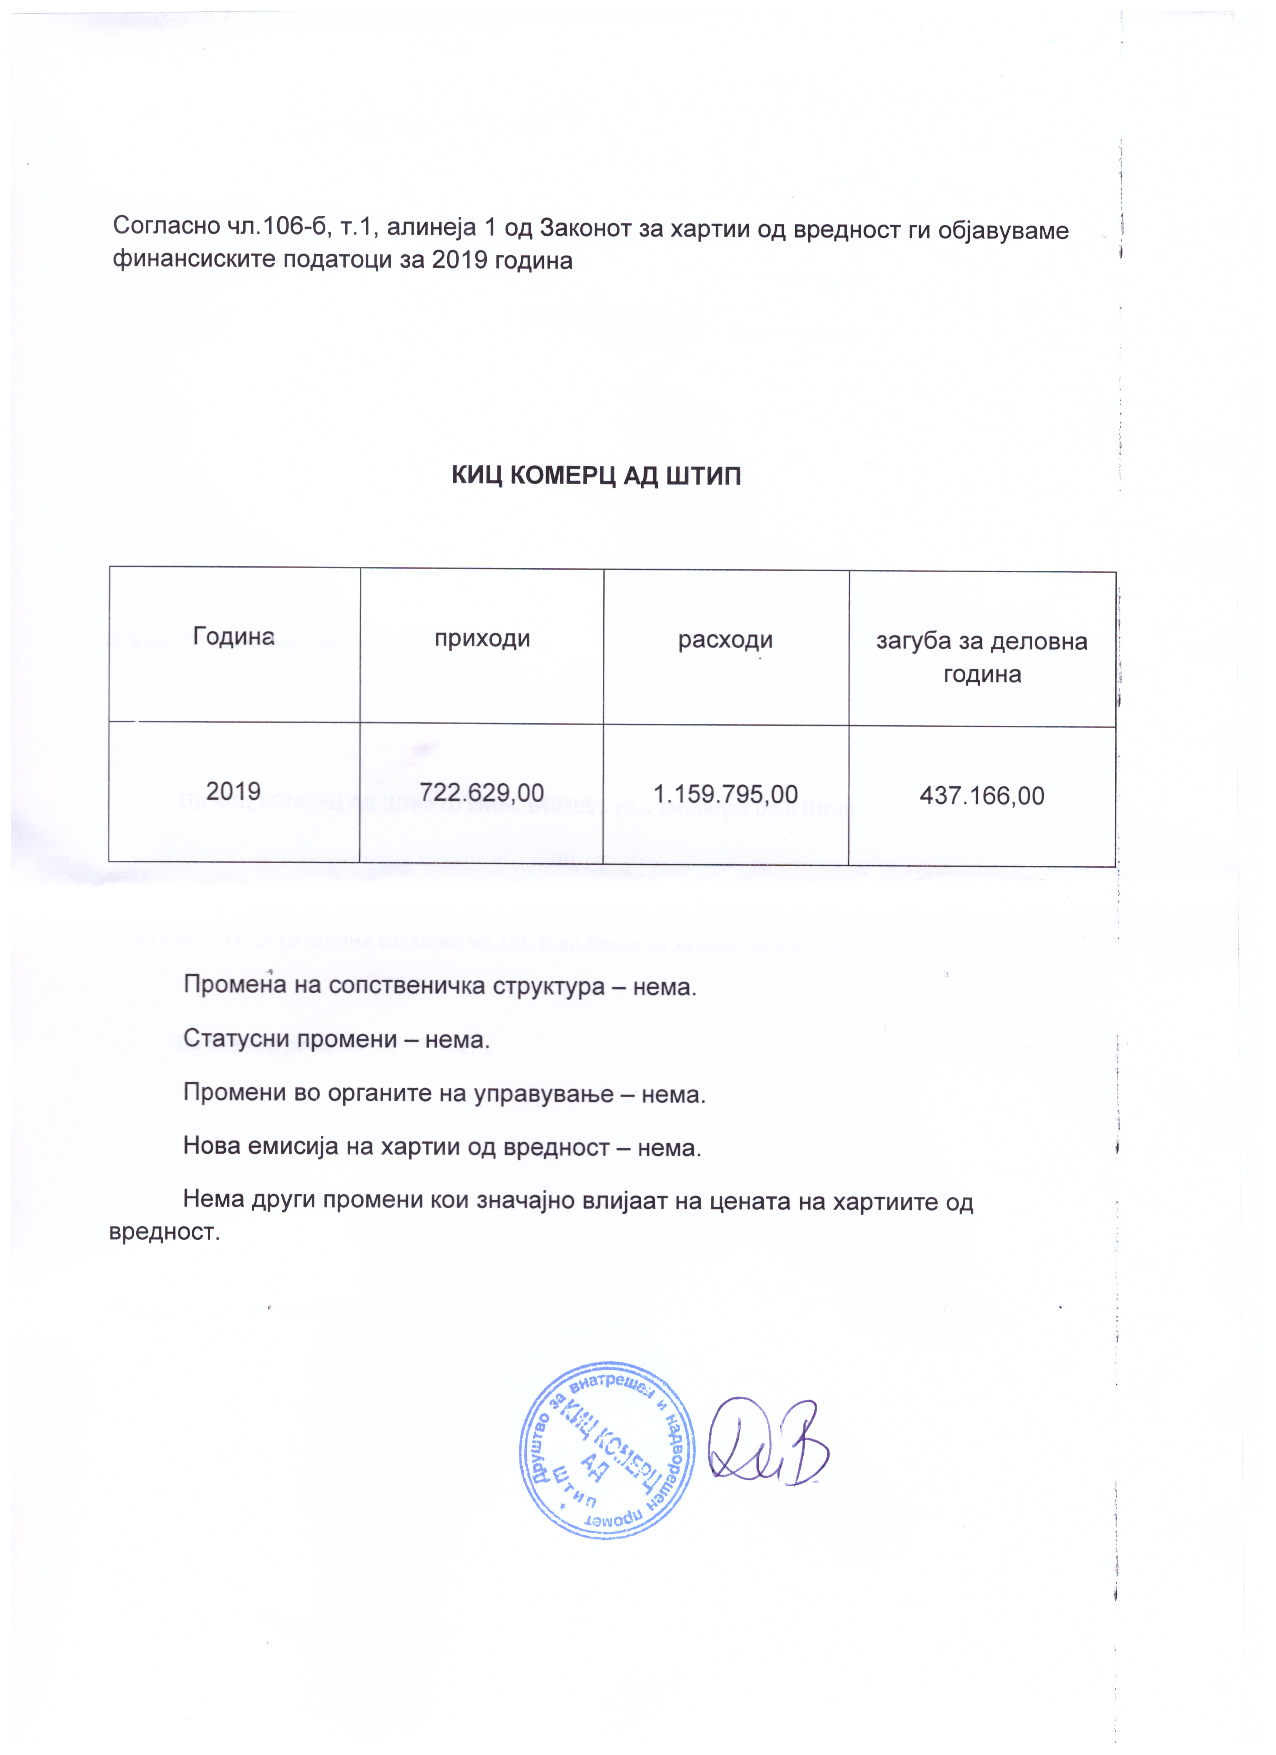 Согласно чл.106-б, т.1, алинеја 1 од Законот за хартии од вредност ги објавуваме
финансиските податоци за 2019 година
КИЦ КОМЕРЦ АД ШТИП
Година
приходи
расходи
загуба за деловна
година
2019
722.629,00
1.159.795,00
437.166,00
Промена на сопственичка структура – нема.
Статусни промени – нема.
Промени во органите на управување – нема.
Нова емисија на хартии од вредност – нема.
Нема други промени кои значајно влијаат на цената на хартиите од
вредност.
Друштво за внатрешен и надворешен промет
КИЦ КОМЕРЦ
АД
Штип